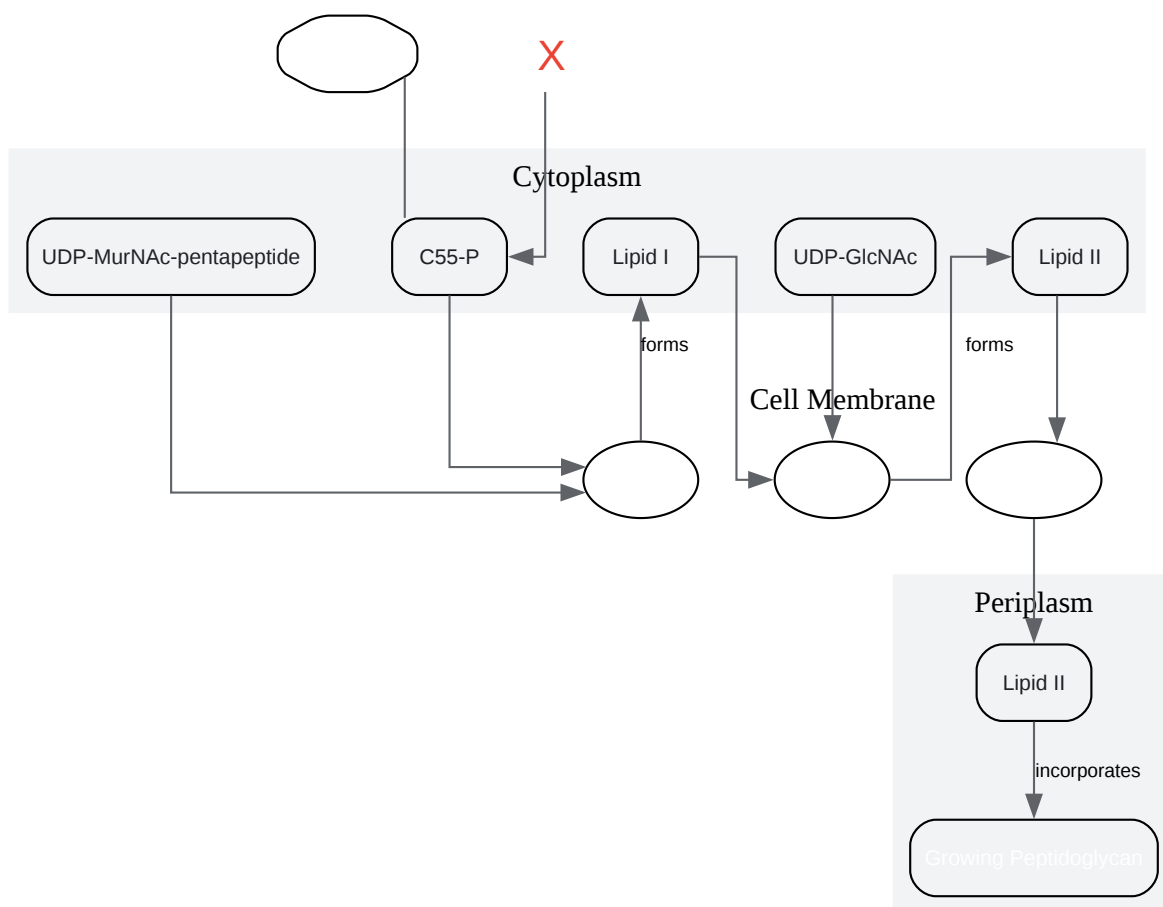 X
Cytoplasm
UDP-MurNAc-pentapeptide
C55-P
Lipid I
UDP-GlcNAc
Lipid II
forms
forms
Cell Membrane
Periplasm
Lipid II
incorporates
Growing Peptidoglycan